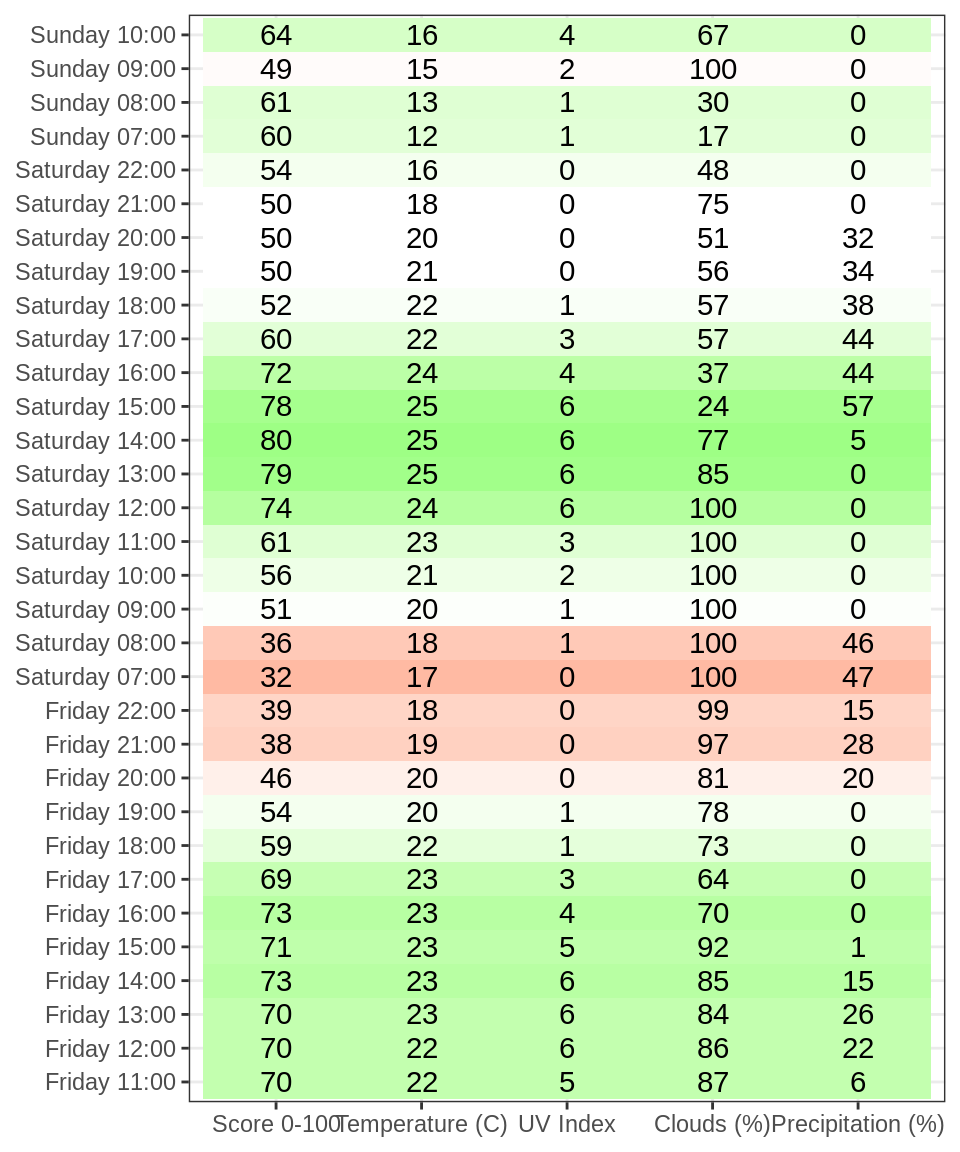 Sunday 10:00 64 16 4 67 0
Sunday 09:00 49 15 2 100 0
Sunday 08:00 61 13 1 30 0
Sunday 07:00 60 12 1 17 0
Saturday 22:00 54 16 0 48 0
Saturday 21:00 50 18 0 75 0
Saturday 20:00 50 20 0 51 32
Saturday 19:00 50 21 0 56 34
Saturday 18:00 52 22 1 57 38
Saturday 17:00 60 22 3 57 44
Saturday 16:00 72 24 4 37 44
Saturday 15:00 78 25 6 24 57
Saturday 14:00 80 25 6 77 5
Saturday 13:00 79 25 6 85 0
Saturday 12:00 74 24 6 100 0
Saturday 11:00 61 23 3 100 0
Saturday 10:00 56 21 2 100 0
Saturday 09:00 51 20 1 100 0
Saturday 08:00 36 18 1 100 46
Saturday 07:00 32 17 0 100 47
Friday 22:00 39 18 0 99 15
Friday 21:00 38 19 0 97 28
Friday 20:00 46 20 0 81 20
Friday 19:00 54 20 1 78 0
Friday 18:00 59 22 1 73 0
Friday 17:00 69 23 3 64 0
Friday 16:00 73 23 4 70 0
Friday 15:00 71 23 5 92 1
Friday 14:00 73 23 6 85 15
Friday 13:00 70 23 6 84 26
Friday 12:00 70 22 6 86 22
Friday 11:00 70 22 5 87 6
Score 0-100 Temperature (C) UV Index Clouds (%) Precipitation (%)